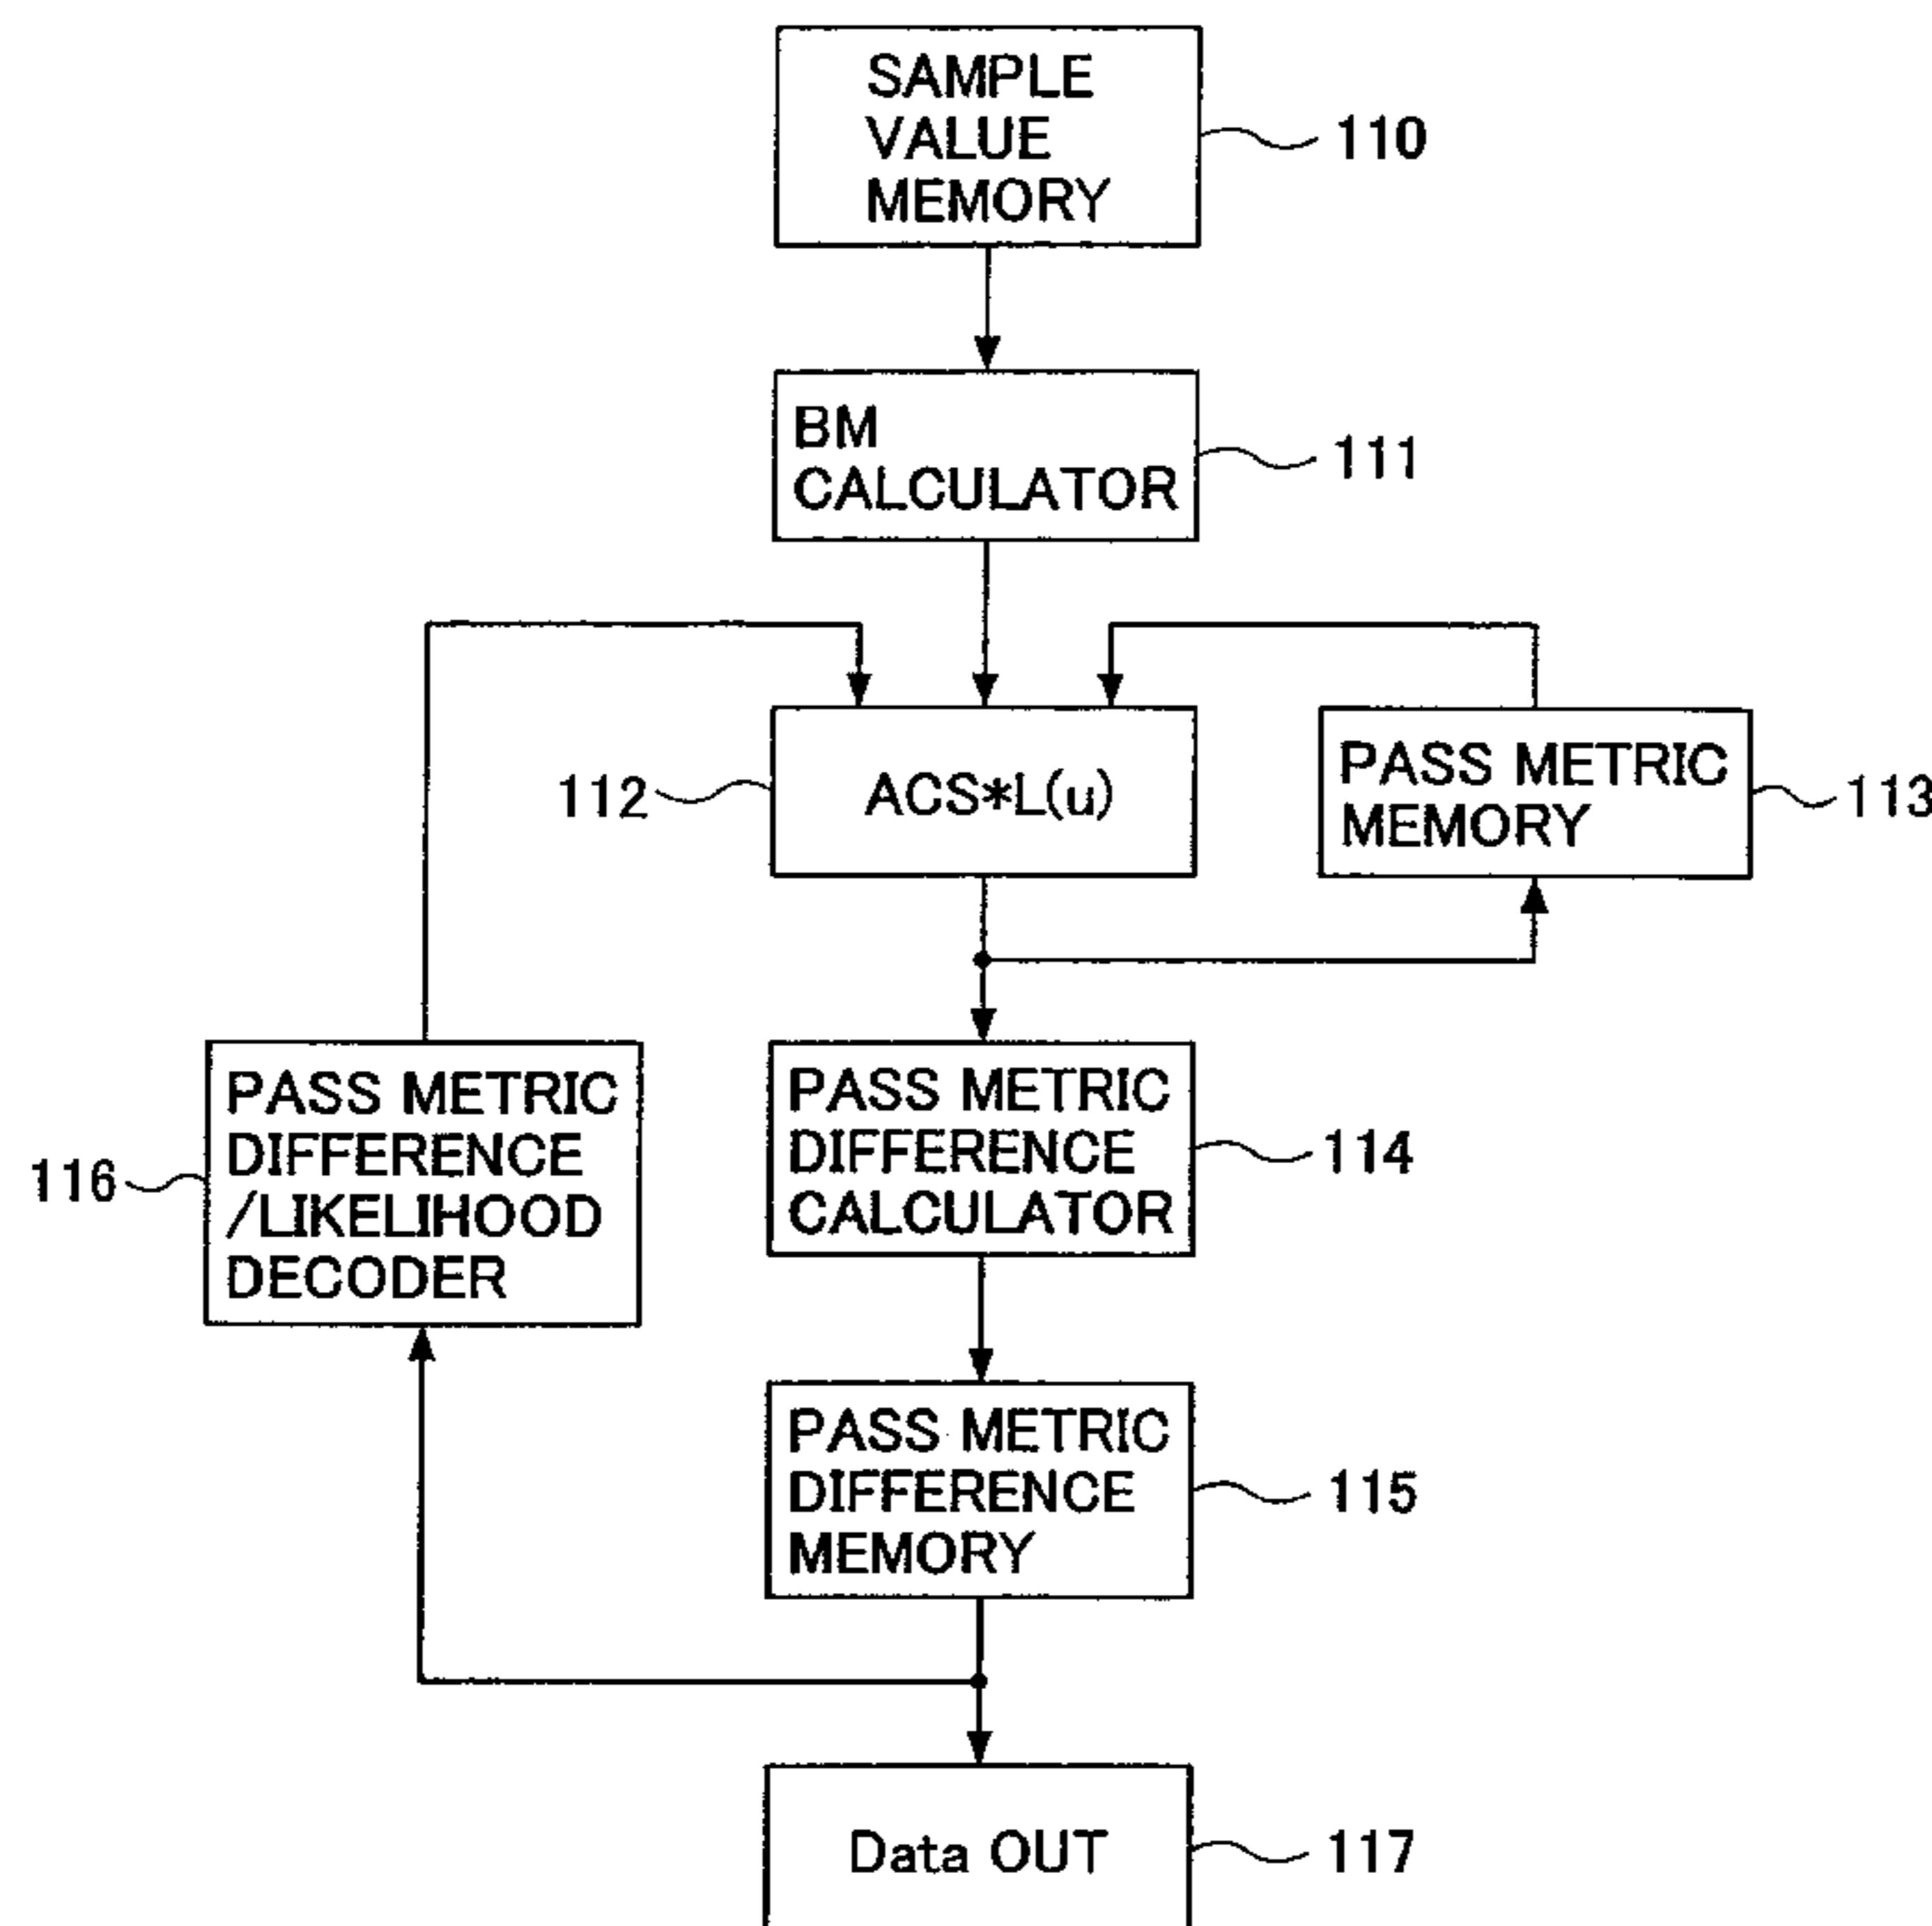 SAMPLE
VALUE
MEMORY
110
BM
CALCULATOR
111
112
ACS*L(u)
PASS METRIC
MEMORY
113
116
PASS METRIC
DIFFERENCE
/LIKELIHOOD
DECODER
PASS METRIC
DIFFERENCE
CALCULATOR
114
PASS METRIC
DIFFERENCE
MEMORY
115
Data OUT
117